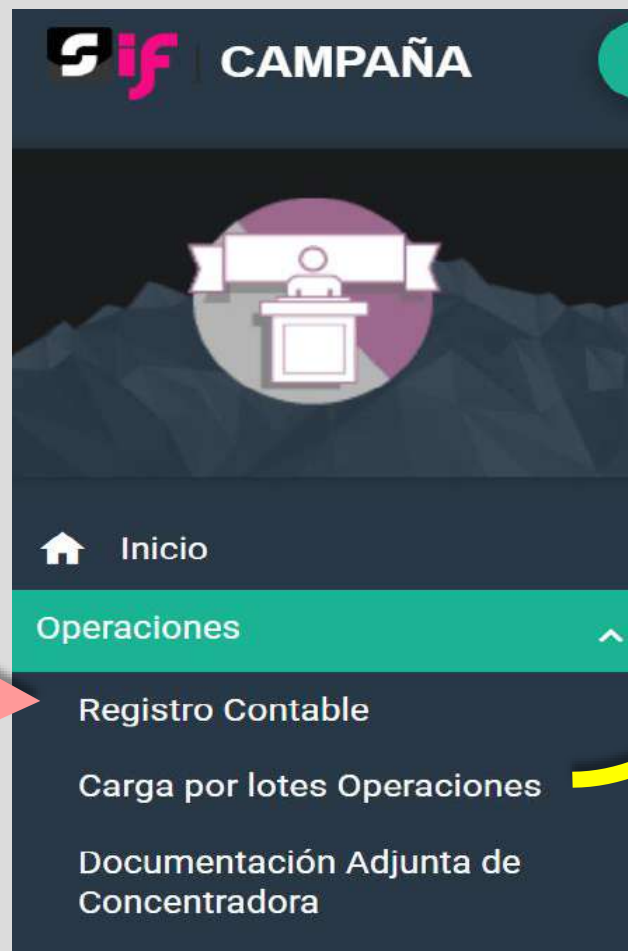 sif CAMPAÑA
Inicio
Operaciones
Registro Contable
Carga por lotes Operaciones
Documentación Adjunta de
Concentradora